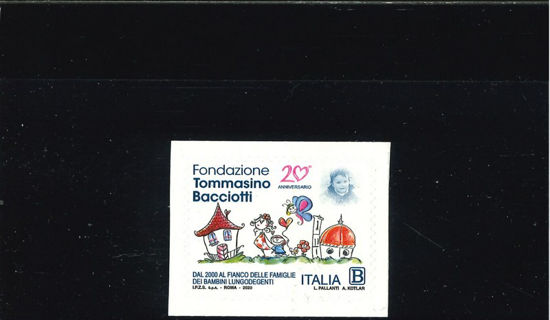 Fondazione
Tommasino
Bacciotti
20°
ANNIVERSARIO
DAL 2000 AL FIANCO DELLE FAMIGLIE
DEI BAMBINI LUNGODEGENTI
I.P.Z.S. S.p.A. - ROMA - 2020
ITALIA B
L. PALLANTI A. KOTLAR